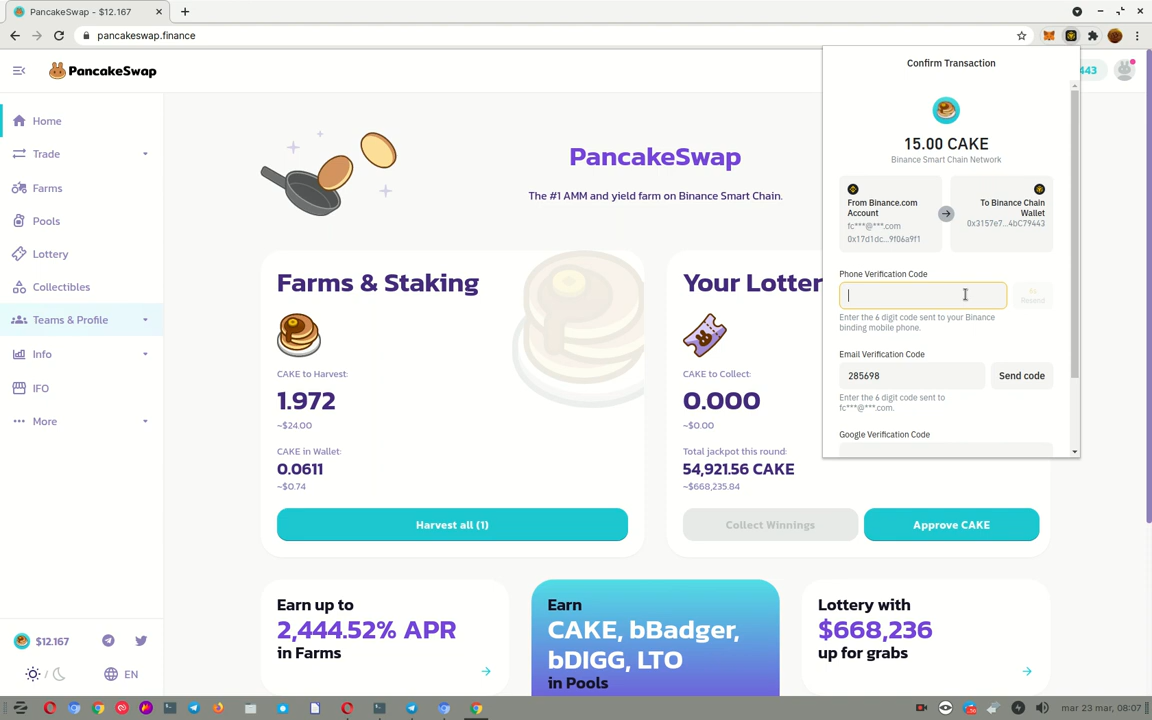 PancakeSwap - $12.167
pancakeswap.finance
PancakeSwap
443
Home
Trade
Farms
Pools
Lottery
Collectibles
Teams & Profile
Info
IFO
More
$12.167
EN
PancakeSwap
The #1 AMM and yield farm on Binance Smart Chain.
Farms & Staking
CAKE to Harvest:
1.972
~$24.00
CAKE in Wallet:
0.0611
~$0.74
Harvest all (1)
Your Lotter
CAKE to Collect:
0.000
~$0.00
Total jackpot this round:
54,921.56 CAKE
~$668,235.84
Collect Winnings
Approve CAKE
Earn up to
2,444.52% APR
in Farms
Earn
CAKE, bBadger,
bDIGG, LTO
in Pools
Lottery with
$668,236
up for grabs
Confirm Transaction
15.00 CAKE
Binance Smart Chain Network
From Binance.com
Account
fc***@***.com
0x17d1dc...9f06a9f1
To Binance Chain
Wallet
0x3157e7...4bC79443
Phone Verification Code
Resend
Enter the 6 digit code sent to your Binance
binding mobile phone.
Email Verification Code
285698
Send code
Enter the 6 digit code sent to
fc***@***.com.
Google Verification Code
mar 23 mar, 08:07